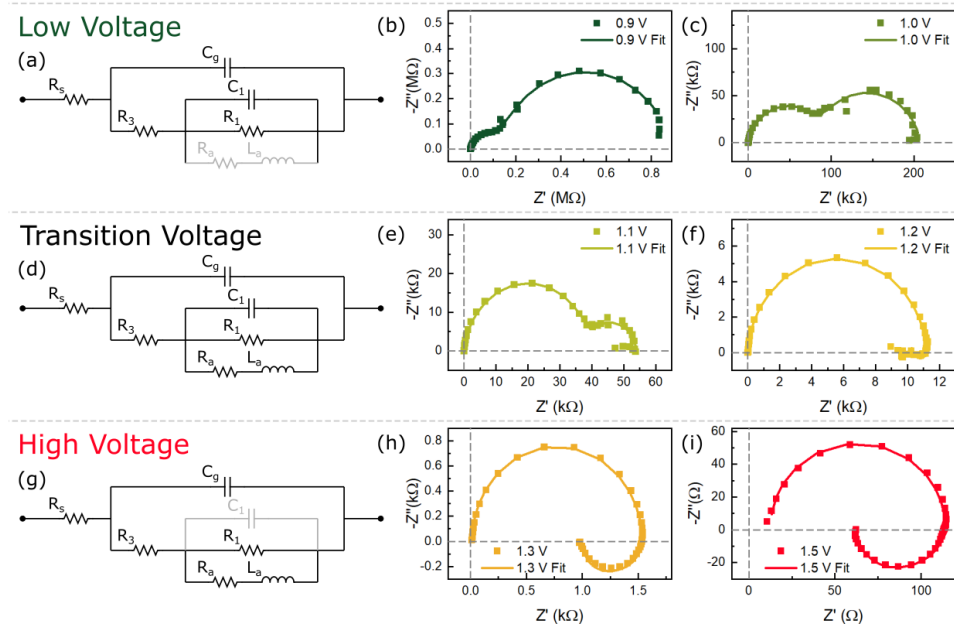 Low Voltage
(a)
C_g
R_s
C_1
R_3
R_1
R_a
L_a
(b)
-Z''(MΩ)
0.5
0.4
0.3
0.2
0.1
0.0
0.9 V
0.9 V Fit
0.0 0.2 0.4 0.6 0.8
Z' (MΩ)
(c)
-Z''(kΩ)
100
50
0
1.0 V
1.0 V Fit
0 100 200
Z' (kΩ)
Transition Voltage
(d)
C_g
R_s
C_1
R_3
R_1
R_a
L_a
(e)
-Z''(kΩ)
30
20
10
0
1.1 V
1.1 V Fit
0 10 20 30 40 50 60
Z' (kΩ)
(f)
-Z''(kΩ)
6
4
2
0
1.2 V
1.2 V Fit
0 2 4 6 8 10 12
Z' (kΩ)
High Voltage
(g)
C_g
R_s
C_1
R_3
R_1
R_a
L_a
(h)
-Z''(kΩ)
0.8
0.6
0.4
0.2
0.0
-0.2
1.3 V
1.3 V Fit
0.0 0.5 1.0 1.5
Z' (kΩ)
(i)
-Z''(Ω)
60
40
20
0
-20
1.5 V
1.5 V Fit
0 50 100
Z' (Ω)